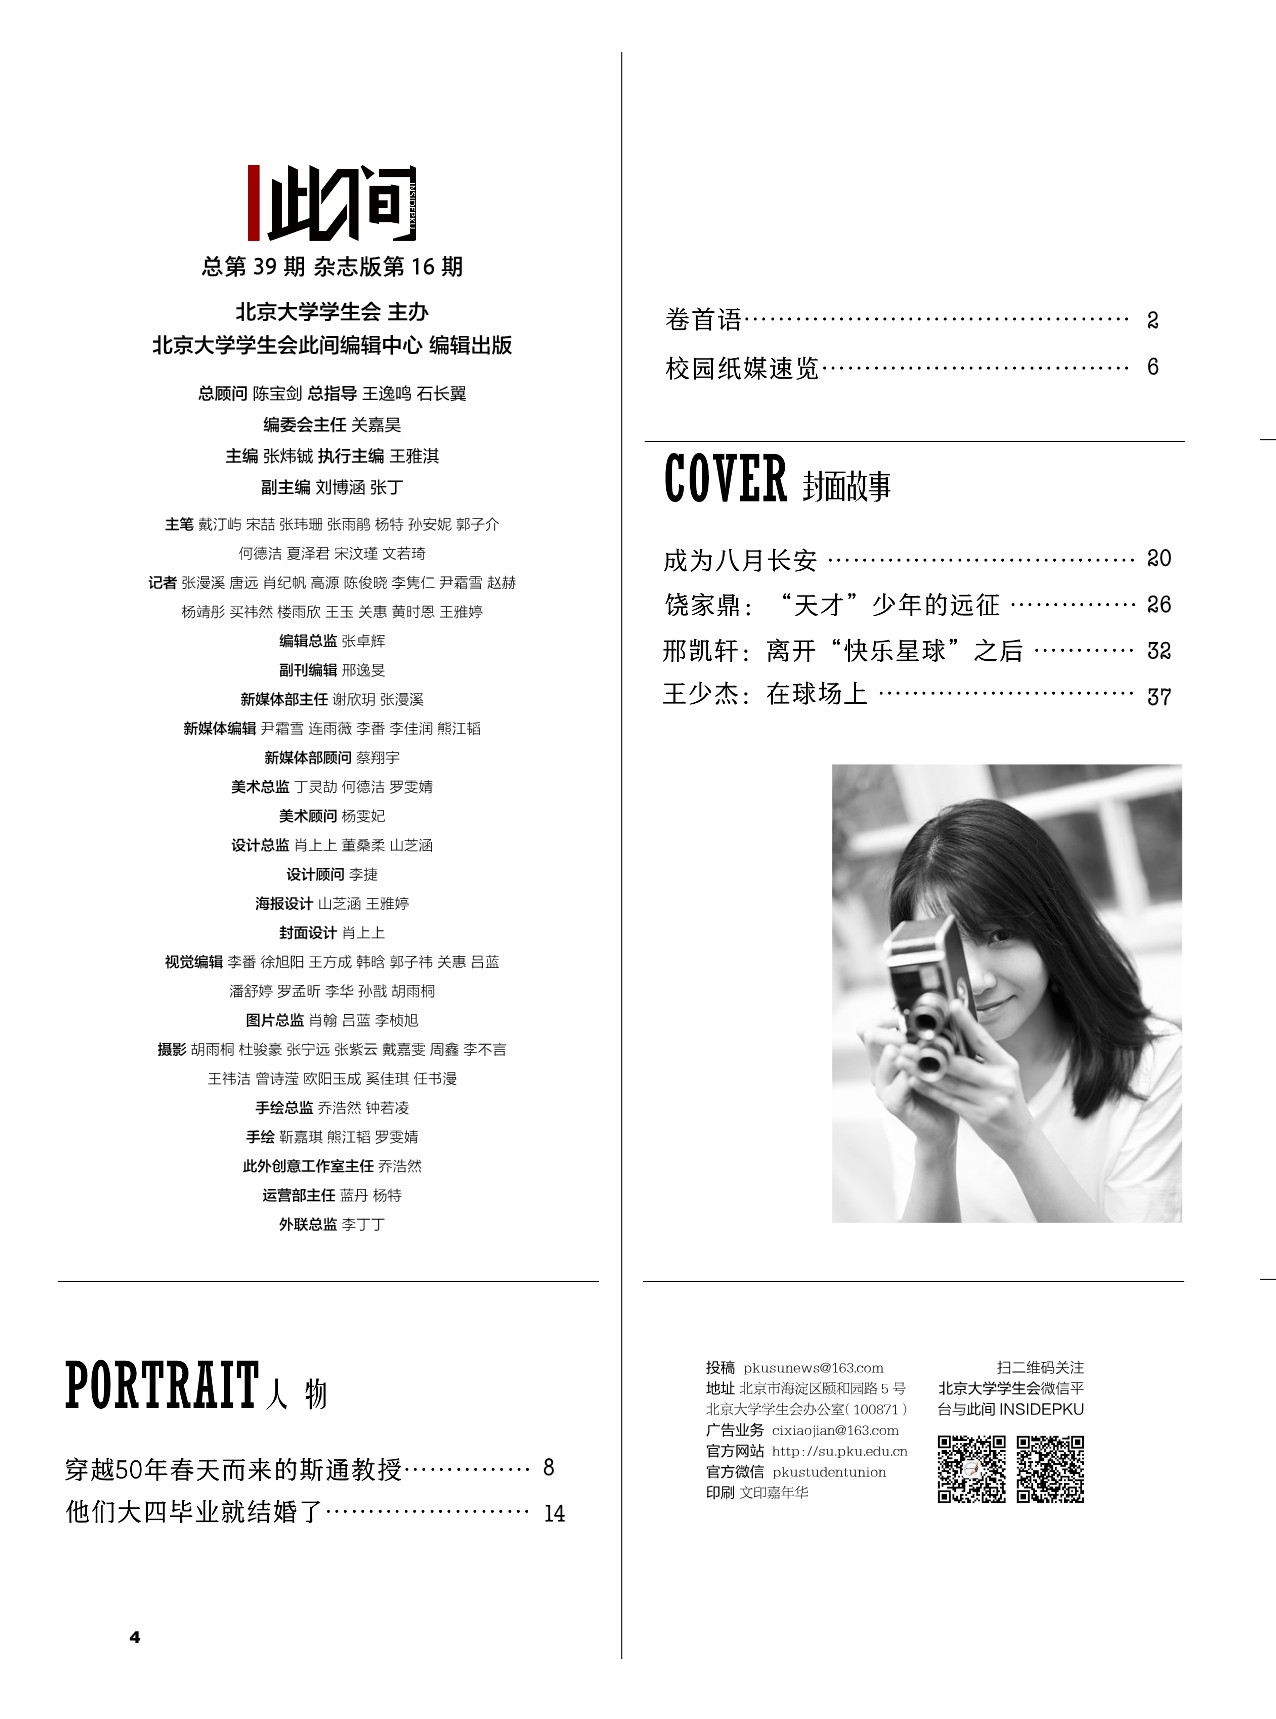 此间
INSIDEPKU
总第 39 期 杂志版第 16 期
北京大学学生会 主办
北京大学学生会此间编辑中心 编辑出版
总顾问 陈宝剑 总指导 王逸鸣 石长翼
编委会主任 关嘉昊
主编 张炜铖 执行主编 王雅淇
副主编 刘博涵 张丁
主笔 戴汀屿 宋喆 张玮珊 张雨鹃 杨特 孙安妮 郭子介
何德洁 夏泽君 宋汶瑾 文若琦
记者 张漫溪 唐远 肖纪帆 高源 陈俊晓 李隽仁 尹霜雪 赵赫
杨靖彤 买祎然 楼雨欣 王玉 关惠 黄时恩 王雅婷
编辑总监 张卓辉
副刊编辑 邢逸旻
新媒体部主任 谢欣玥 张漫溪
新媒体编辑 尹霜雪 连雨薇 李番 李佳润 熊江韬
新媒体部顾问 蔡翔宇
美术总监 丁灵劼 何德洁 罗雯婧
美术顾问 杨雯妃
设计总监 肖上上 董桑柔 山芝涵
设计顾问 李捷
海报设计 山芝涵 王雅婷
封面设计 肖上上
视觉编辑 李番 徐旭阳 王方成 韩晗 郭子祎 关惠 吕蓝
潘舒婷 罗孟昕 李华 孙戬 胡雨桐
图片总监 肖翰 吕蓝 李桢旭
摄影 胡雨桐 杜骏豪 张宁远 张紫云 戴嘉雯 周鑫 李不言
王祎洁 曾诗滢 欧阳玉成 奚佳琪 任书漫
手绘总监 乔浩然 钟若凌
手绘 靳嘉琪 熊江韬 罗雯婧
此外创意工作室主任 乔浩然
运营部主任 蓝丹 杨特
外联总监 李丁丁
PORTRAIT 人 物
穿越50年春天而来的斯通教授…………… 8
他们大四毕业就结婚了…………………… 14
4
卷首语……………………………………… 2
校园纸媒速览……………………………… 6
COVER 封面故事
成为八月长安 ……………………………… 20
饶家鼎：“天才”少年的远征 …………… 26
邢凯轩：离开“快乐星球”之后 ………… 32
王少杰：在球场上 ………………………… 37
投稿 pkusunews@163.com
地址 北京市海淀区颐和园路 5 号
北京大学学生会办公室（100871）
广告业务 cixiaojian@163.com
官方网站 http://su.pku.edu.cn
官方微信 pkustudentunion
印刷 文印嘉年华
扫二维码关注
北京大学学生会微信平
台与此间 INSIDEPKU